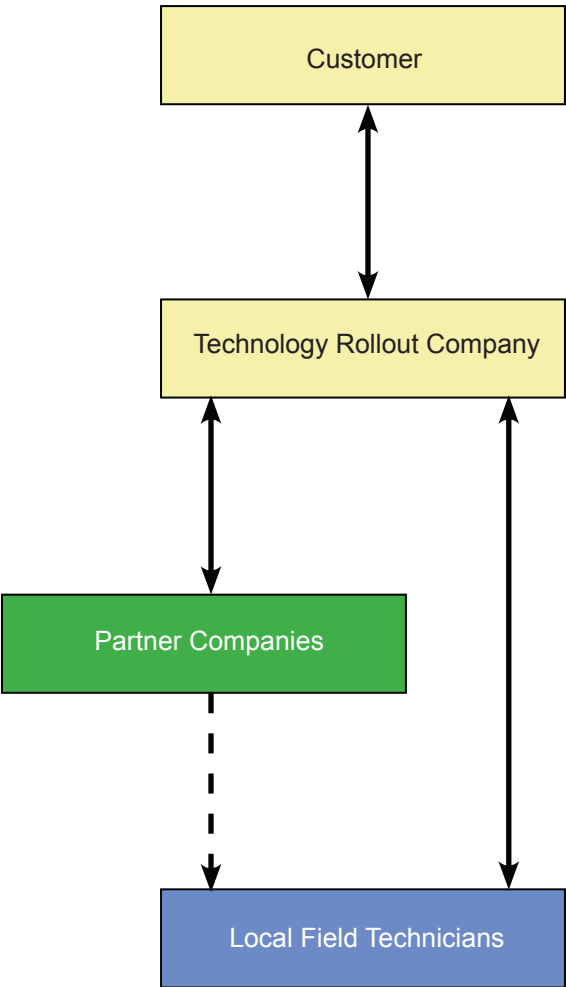 Customer
Technology Rollout Company
Partner Companies
Local Field Technicians